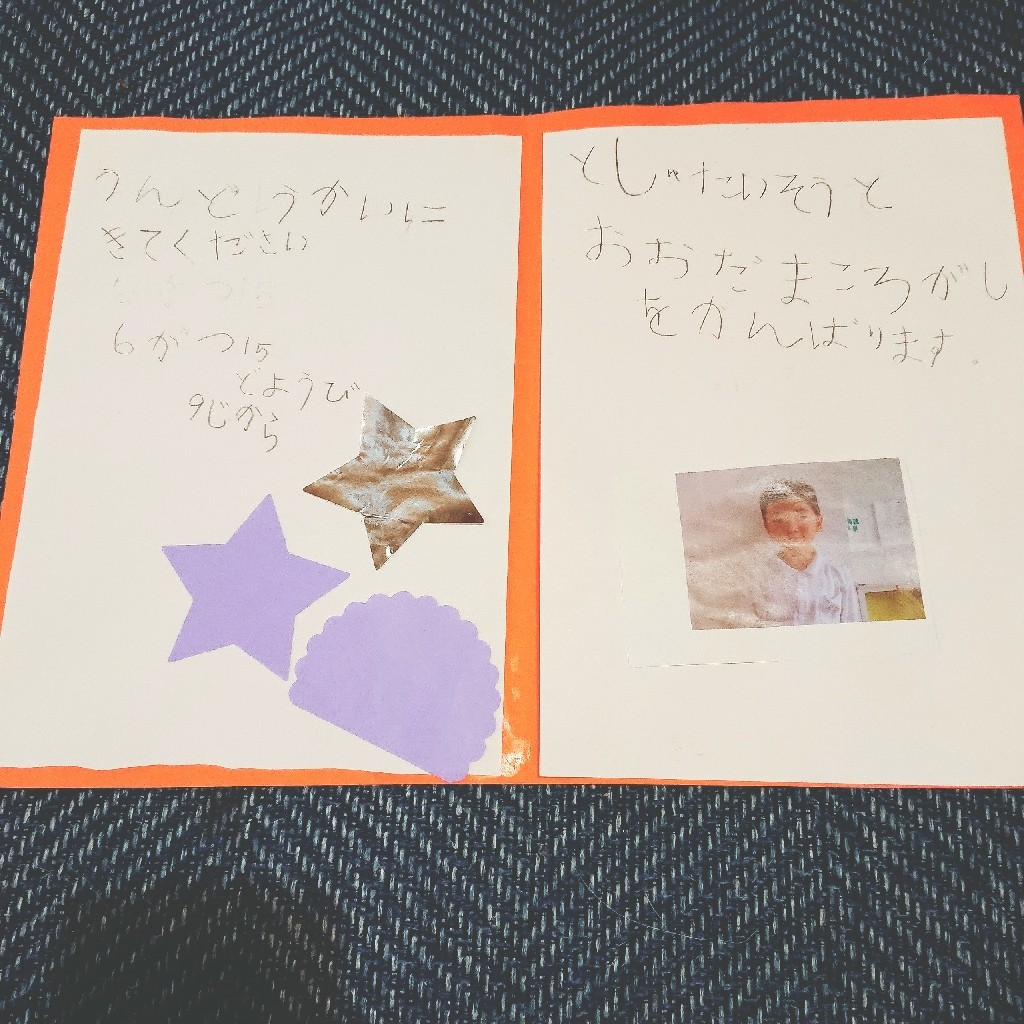 うんどうかいに
きてください
6がつ15
どようび
9じから
としゅたいそうと
おおだまころがし
をがんばります.